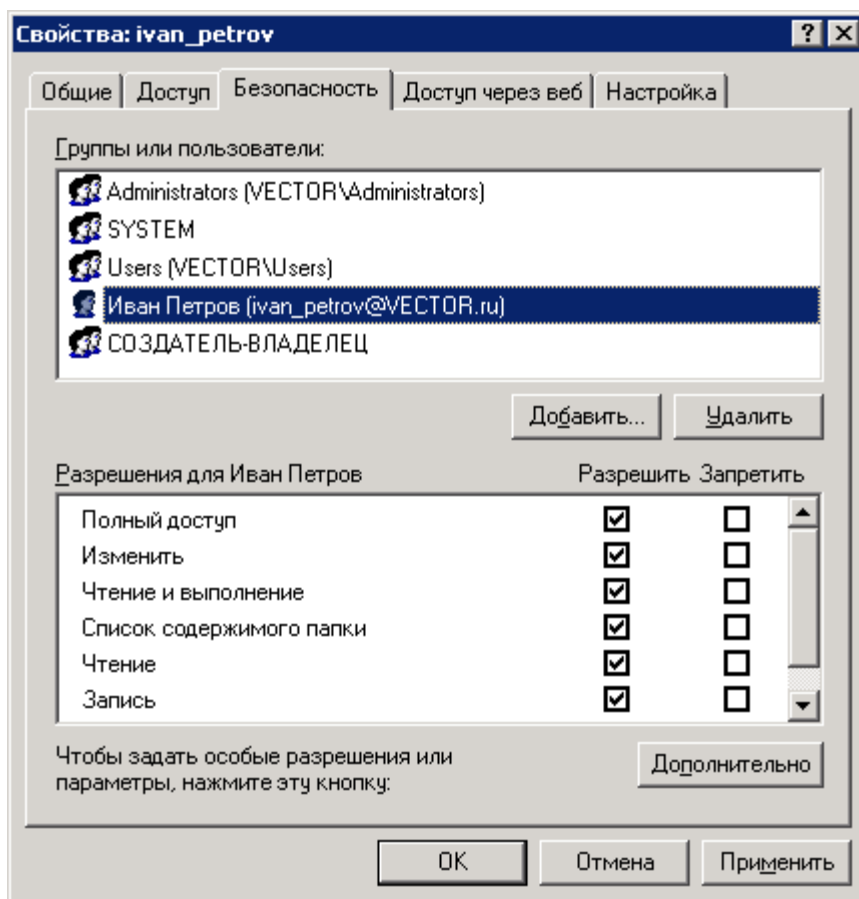 Свойства: ivan_petrov
Общие Доступ Безопасность Доступ через веб Настройка
Группы или пользователи:
Administrators (VECTOR\Administrators)
SYSTEM
Users (VECTOR\Users)
Иван Петров (ivan_petrov@VECTOR.ru)
СОЗДАТЕЛЬ-ВЛАДЕЛЕЦ
Добавить... Удалить
Разрешения для Иван Петров Разрешить Запретить
Полный доступ
Изменить
Чтение и выполнение
Список содержимого папки
Чтение
Запись
Чтобы задать особые разрешения или
параметры, нажмите эту кнопку:
Дополнительно
OK Отмена Применить